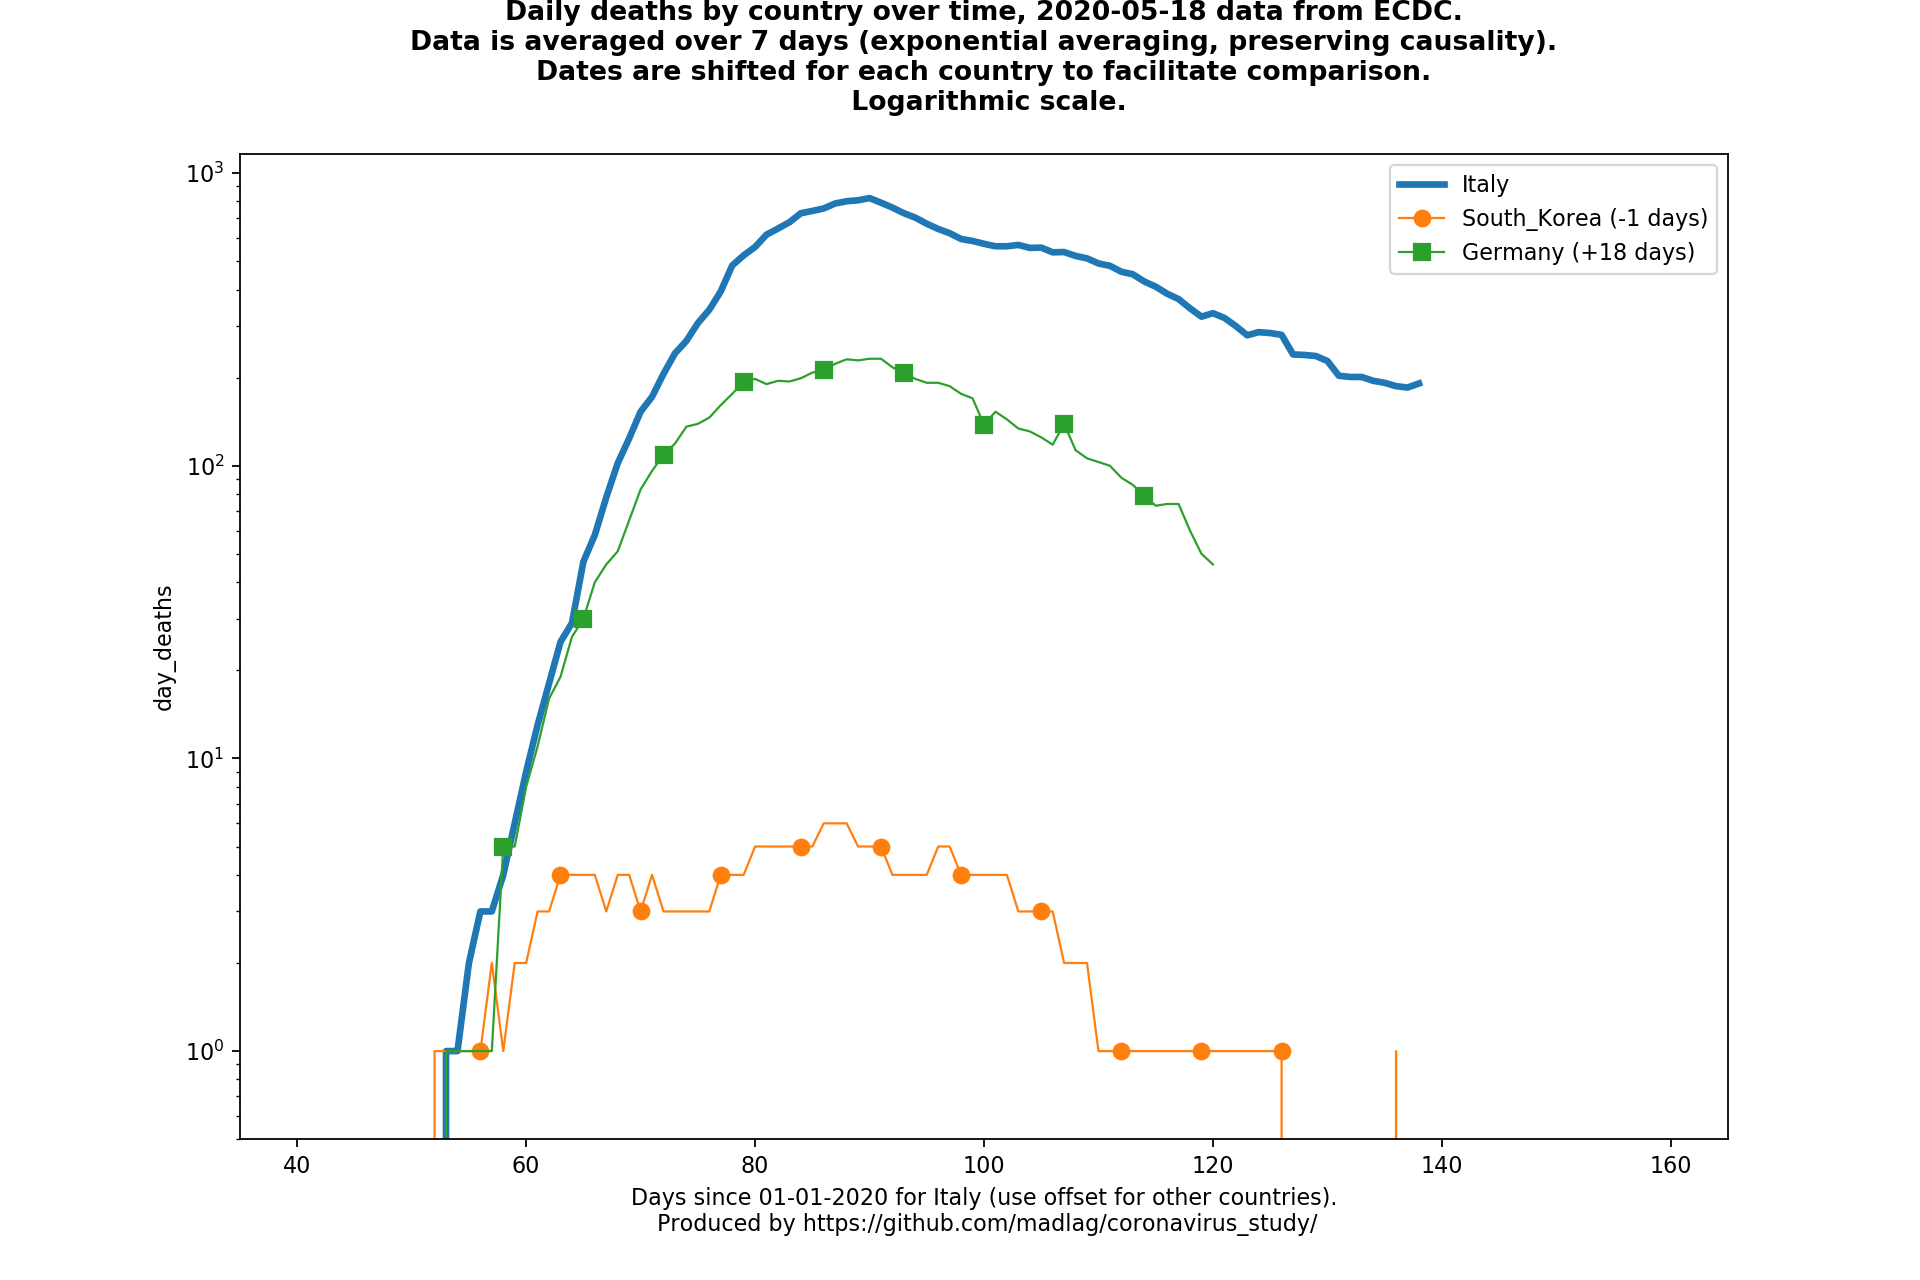 Daily deaths by country over time, 2020-05-18 data from ECDC.
Data is averaged over 7 days (exponential averaging, preserving causality).
Dates are shifted for each country to facilitate comparison.
Logarithmic scale.
10³
10²
10¹
10⁰
day_deaths
Italy
South_Korea (-1 days)
Germany (+18 days)
40 60 80 100 120 140 160
Days since 01-01-2020 for Italy (use offset for other countries).
Produced by https://github.com/madlag/coronavirus_study/